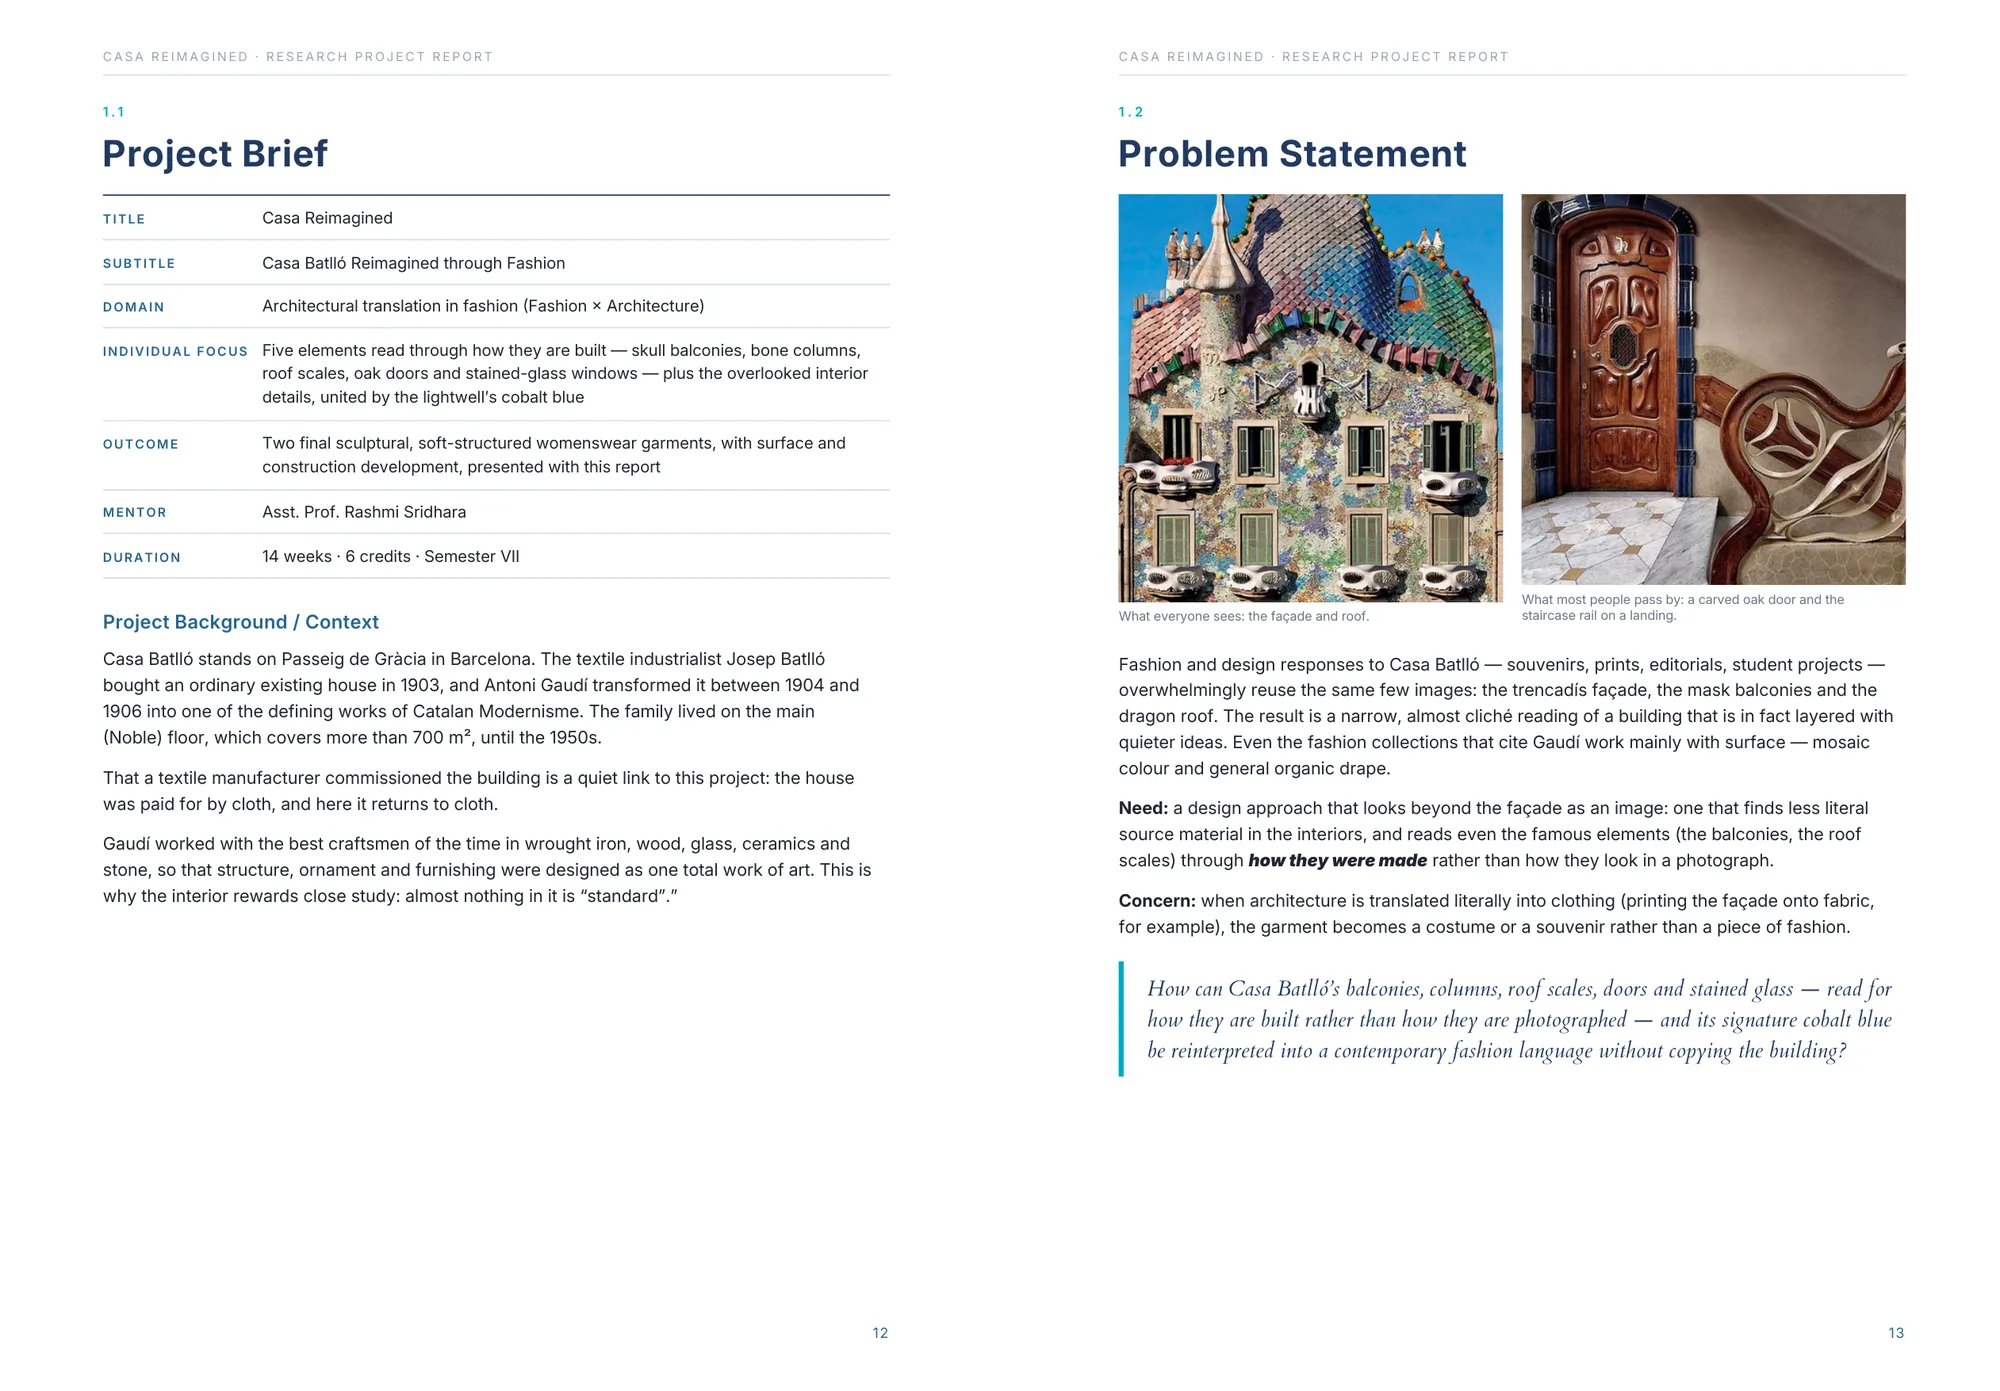 CASA REIMAGINED · RESEARCH PROJECT REPORT
1.1
Project Brief
TITLE Casa Reimagined
SUBTITLE Casa Batlló Reimagined through Fashion
DOMAIN Architectural translation in fashion (Fashion × Architecture)
INDIVIDUAL FOCUS Five elements read through how they are built — skull balconies, bone columns,
roof scales, oak doors and stained-glass windows — plus the overlooked interior
details, united by the lightwell’s cobalt blue
OUTCOME Two final sculptural, soft-structured womenswear garments, with surface and
construction development, presented with this report
MENTOR Asst. Prof. Rashmi Sridhara
DURATION 14 weeks · 6 credits · Semester VII
Project Background / Context
Casa Batlló stands on Passeig de Gràcia in Barcelona. The textile industrialist Josep Batlló
bought an ordinary existing house in 1903, and Antoni Gaudí transformed it between 1904 and
1906 into one of the defining works of Catalan Modernisme. The family lived on the main
(Noble) floor, which covers more than 700 m², until the 1950s.
That a textile manufacturer commissioned the building is a quiet link to this project: the house
was paid for by cloth, and here it returns to cloth.
Gaudí worked with the best craftsmen of the time in wrought iron, wood, glass, ceramics and
stone, so that structure, ornament and furnishing were designed as one total work of art. This is
why the interior rewards close study: almost nothing in it is “standard”.”
12
CASA REIMAGINED · RESEARCH PROJECT REPORT
1.2
Problem Statement
What everyone sees: the façade and roof.
What most people pass by: a carved oak door and the
staircase rail on a landing.
Fashion and design responses to Casa Batlló — souvenirs, prints, editorials, student projects —
overwhelmingly reuse the same few images: the trencadís façade, the mask balconies and the
dragon roof. The result is a narrow, almost cliché reading of a building that is in fact layered with
quieter ideas. Even the fashion collections that cite Gaudí work mainly with surface — mosaic
colour and general organic drape.
Need: a design approach that looks beyond the façade as an image: one that finds less literal
source material in the interiors, and reads even the famous elements (the balconies, the roof
scales) through how they were made rather than how they look in a photograph.
Concern: when architecture is translated literally into clothing (printing the façade onto fabric,
for example), the garment becomes a costume or a souvenir rather than a piece of fashion.
How can Casa Batlló’s balconies, columns, roof scales, doors and stained glass — read for
how they are built rather than how they are photographed — and its signature cobalt blue
be reinterpreted into a contemporary fashion language without copying the building?
13